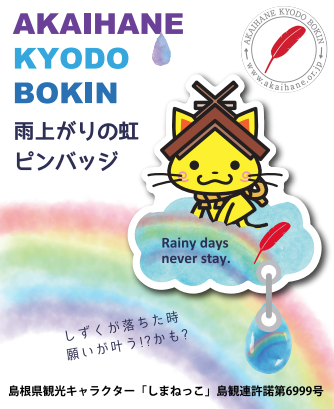 AKAIHANE
KYODO
BOKIN
AKAIHANE KYODO BOKIN
www.akaihane.or.jp
雨上がりの虹
ピンバッジ
Rainy days
never stay.
しずくが落ちた時
願いが叶う!?かも?
島根県観光キャラクター「しまねっこ」島観連許諾第6999号